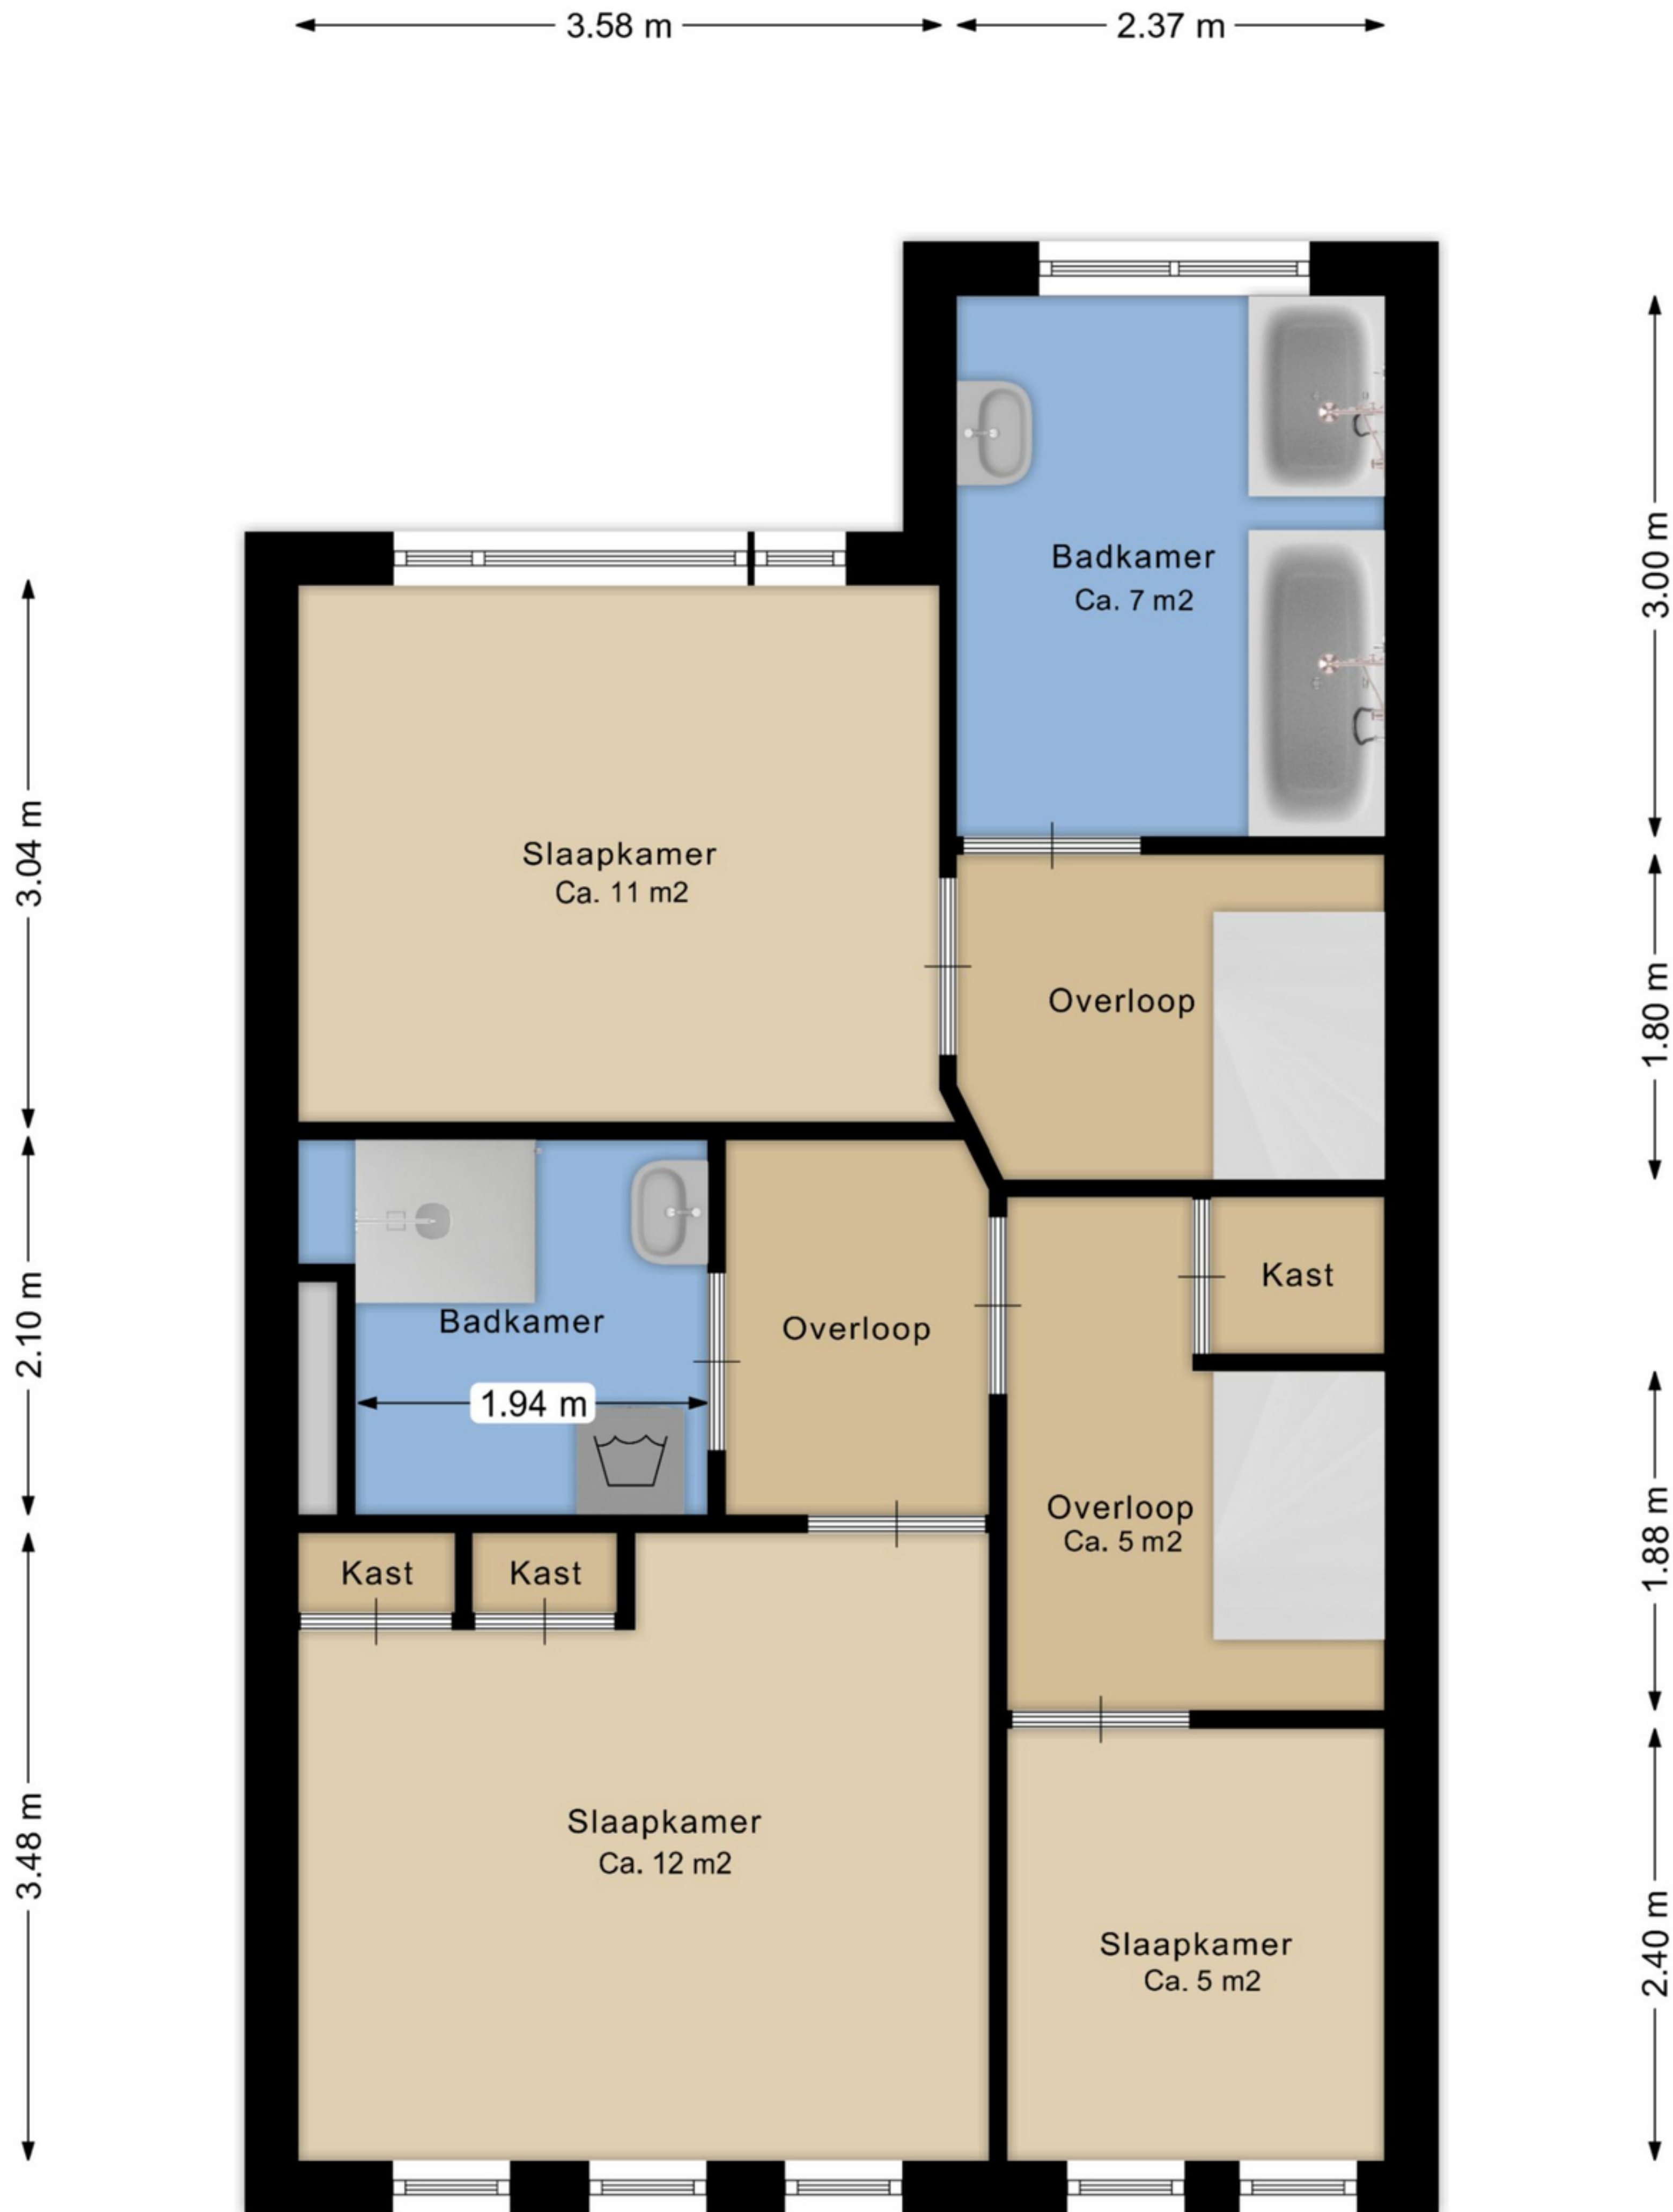 3.58 m
2.37 m
3.00 m
Badkamer
Ca. 7 m2
3.04 m
Slaapkamer
Ca. 11 m2
Overloop
1.80 m
Kast
2.10 m
Badkamer
Overloop
1.94 m
Overloop
Ca. 5 m2
1.88 m
Kast
Kast
Slaapkamer
Ca. 12 m2
3.48 m
Slaapkamer
Ca. 5 m2
2.40 m